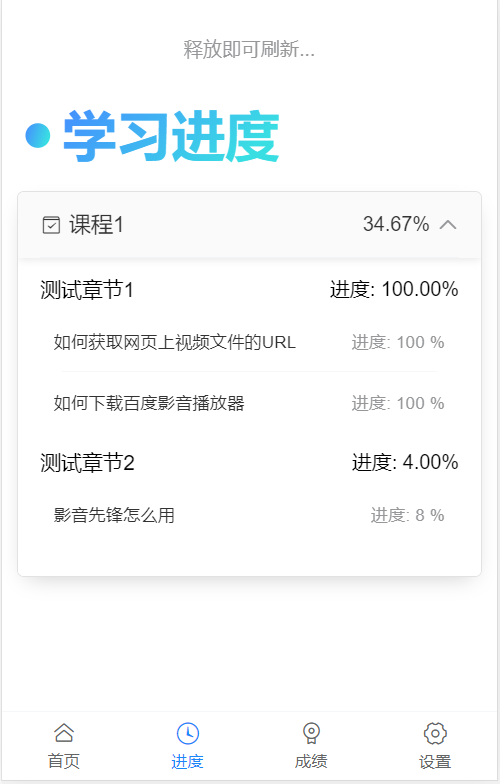 释放即可刷新...
学习进度
课程1 34.67%
测试章节1 进度: 100.00%
如何获取网页上视频文件的URL 进度: 100 %
如何下载百度影音播放器 进度: 100 %
测试章节2 进度: 4.00%
影音先锋怎么用 进度: 8 %
首页 进度 成绩 设置